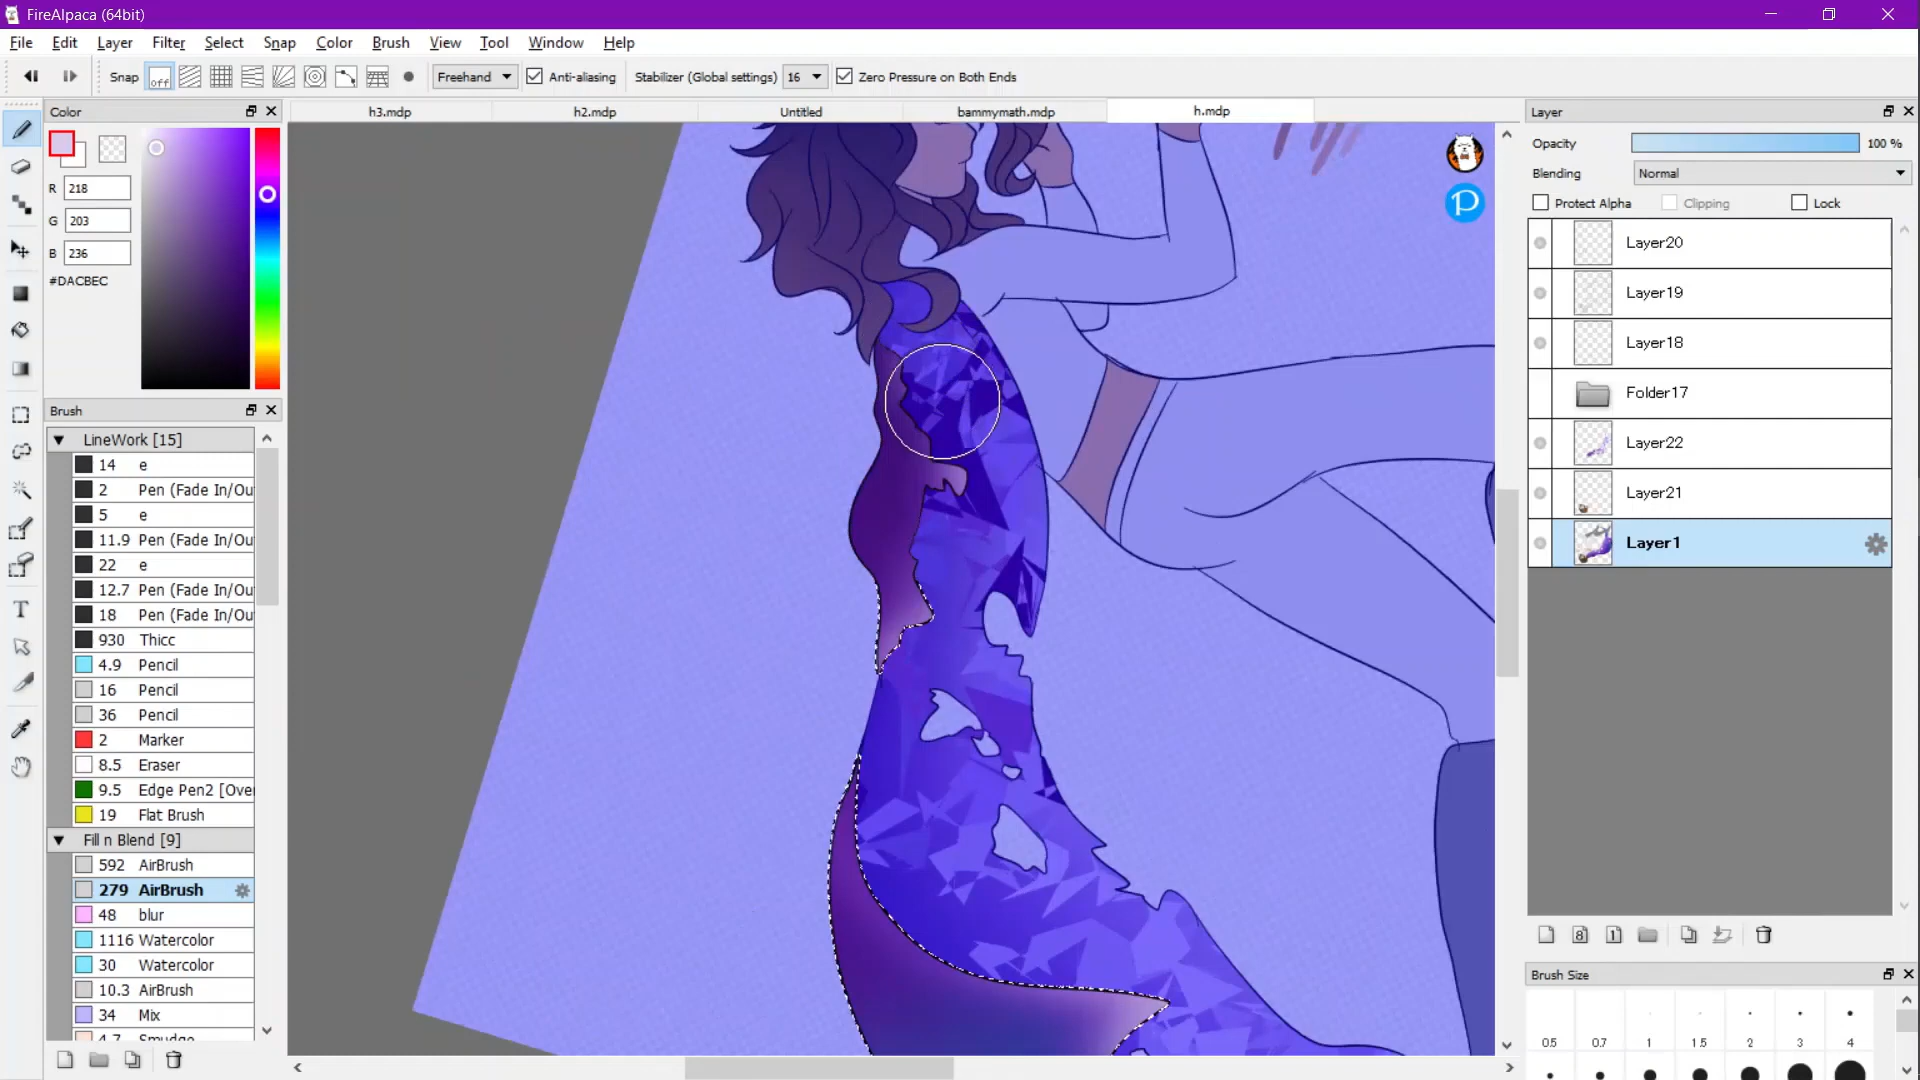 FireAlpaca (64bit)
File Edit Layer Filter Select Snap Color Brush View Tool Window Help
Snap off Freehand Anti-aliasing Stabilizer (Global settings) 16 Zero Pressure on Both Ends
Color
h3.mdp h2.mdp Untitled bammymath.mdp h.mdp
Layer
R 218
G 203
B 236
#DACBEC
Opacity 100 %
Blending Normal
Protect Alpha Clipping Lock
Layer20
Layer19
Layer18
Folder17
Layer22
Layer21
Layer1
Brush
LineWork [15]
14 e
2 Pen (Fade In/Ou
5 e
11.9 Pen (Fade In/Ou
22 e
12.7 Pen (Fade In/Ou
18 Pen (Fade In/Ou
930 Thicc
4.9 Pencil
16 Pencil
36 Pencil
2 Marker
8.5 Eraser
9.5 Edge Pen2 [Ove
19 Flat Brush
Fill n Blend [9]
592 AirBrush
279 AirBrush
48 blur
1116 Watercolor
30 Watercolor
10.3 AirBrush
34 Mix
4.7 Smudge
P
8 1
Brush Size
0.5 0.7 1 1.5 2 3 4